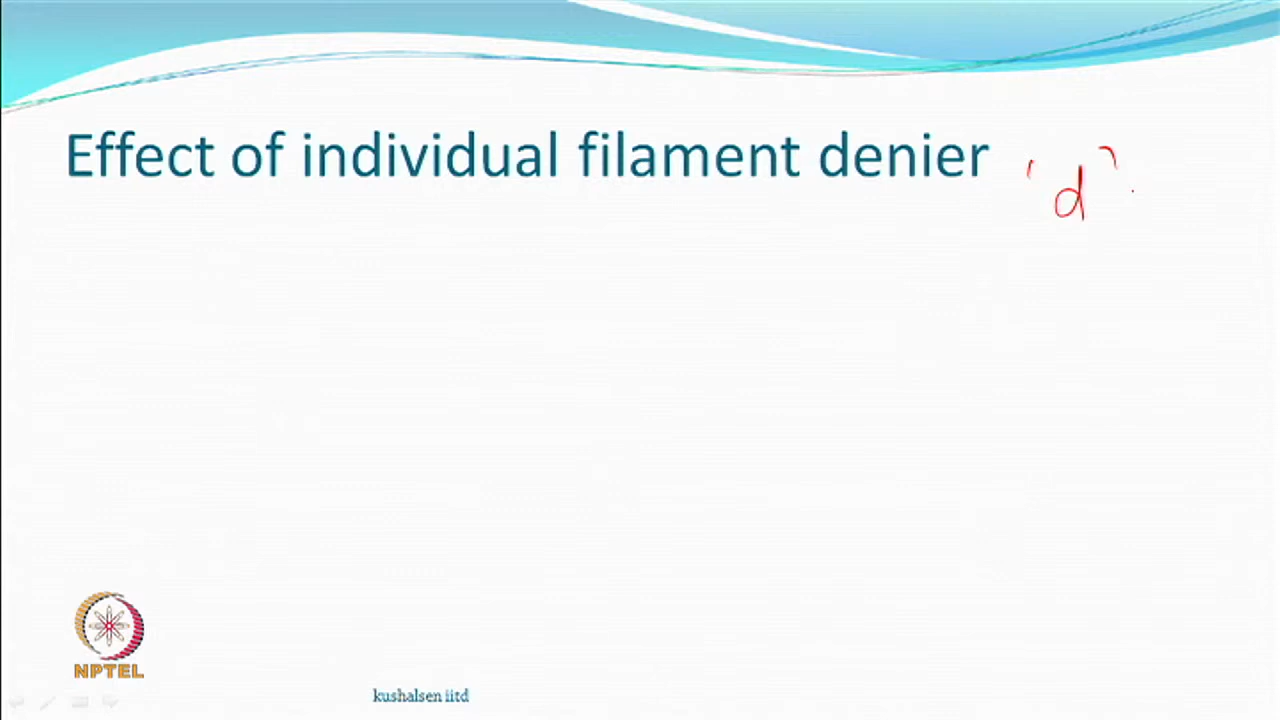 Effect of individual filament denier 'd'
NPTEL
kushalsen iitd